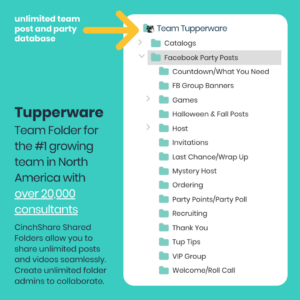 unlimited team
post and party
database
Tupperware
Team Folder for
the #1 growing
team in North
America with
over 20,000
consultants
CinchShare Shared
Folders allow you to
share unlimited posts
and videos seamlessly.
Create unlimited folder
admins to collaborate.
Team Tupperware
Catalogs
Facebook Party Posts
Countdown/What You Need
FB Group Banners
Games
Halloween & Fall Posts
Host
Invitations
Last Chance/Wrap Up
Mystery Host
Ordering
Party Points/Party Poll
Recruiting
Thank You
Tup Tips
VIP Group
Welcome/Roll Call